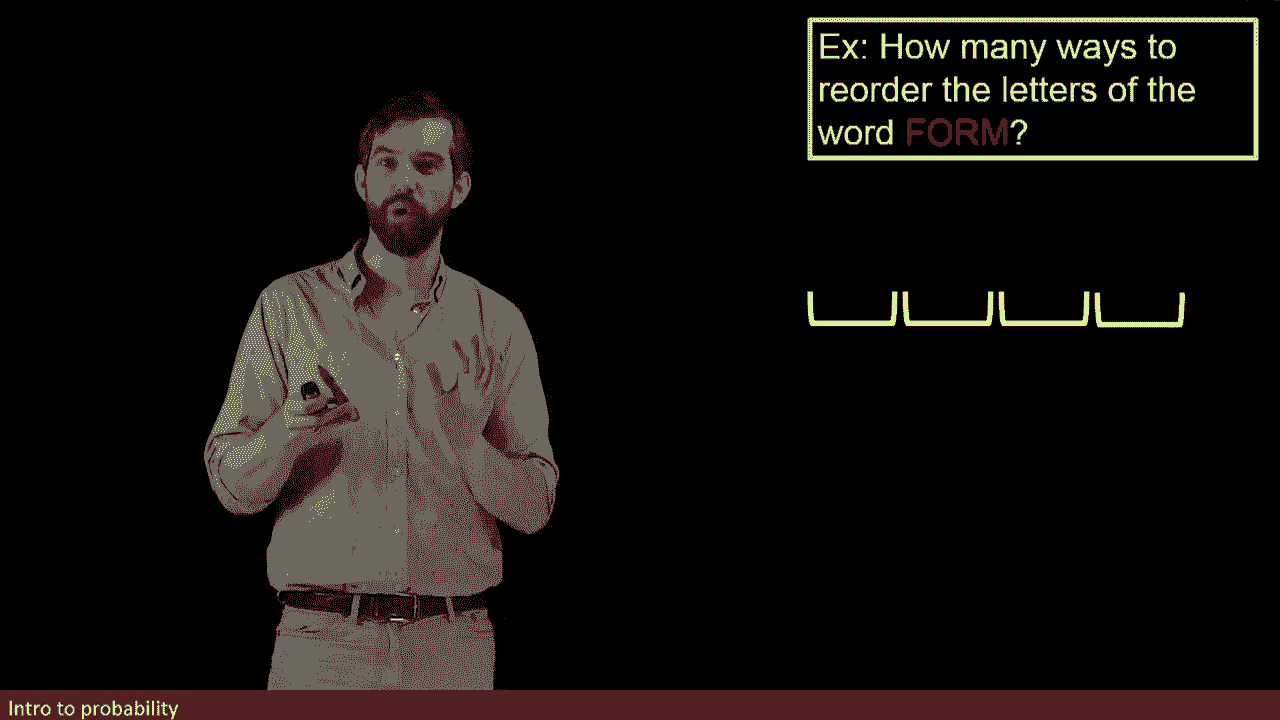 Ex: How many ways to
reorder the letters of the
word FORM?
Intro to probability